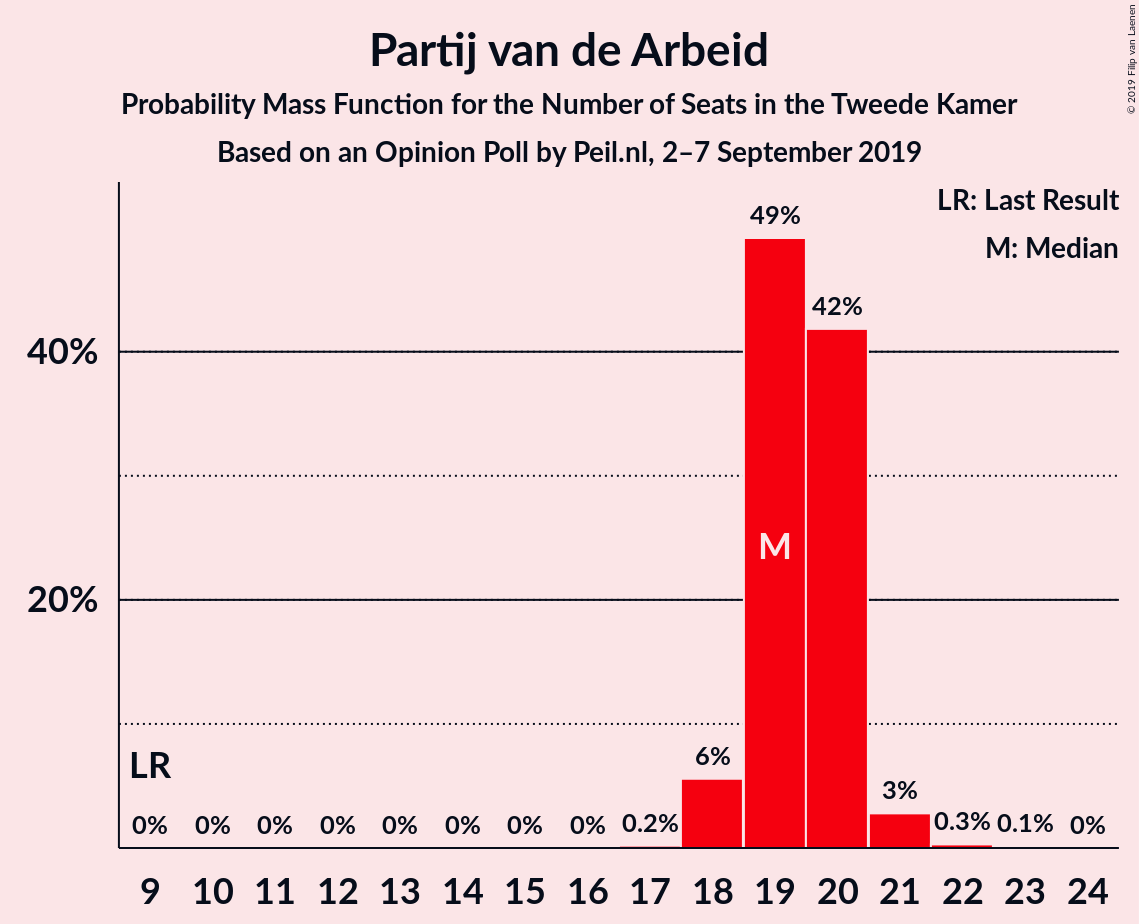 Partij van de Arbeid
Probability Mass Function for the Number of Seats in the Tweede Kamer
Based on an Opinion Poll by Peil.nl, 2–7 September 2019
© 2019 Filip van Laenen
LR: Last Result
M: Median
49%
42%
40%
M
20%
LR
6%
3%
0% 0% 0% 0% 0% 0% 0% 0% 0.2% 0.3% 0.1% 0%
9 10 11 12 13 14 15 16 17 18 19 20 21 22 23 24